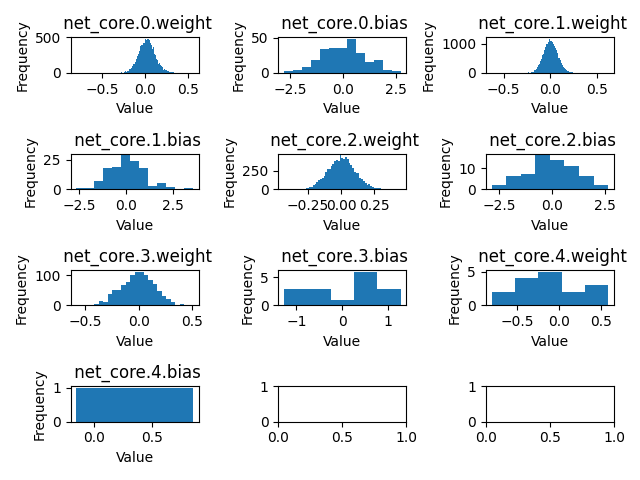 net_core.0.weight
Frequency
500
0
−0.5 0.0 0.5
Value
net_core.0.bias
Frequency
50
0
−2.5 0.0 2.5
Value
net_core.1.weight
Frequency
1000
0
−0.5 0.0 0.5
Value
net_core.1.bias
Frequency
25
0
−2.5 0.0 2.5
Value
net_core.2.weight
Frequency
250
0
−0.25 0.00 0.25
Value
net_core.2.bias
Frequency
10
0
−2.5 0.0 2.5
Value
net_core.3.weight
Frequency
100
0
−0.5 0.0 0.5
Value
net_core.3.bias
Frequency
5
0
−1 0 1
Value
net_core.4.weight
Frequency
5
0
−0.5 0.0 0.5
Value
net_core.4.bias
Frequency
1
0
0.0 0.5
Value
1
0
0.0 0.5 1.0
1
0
0.0 0.5 1.0